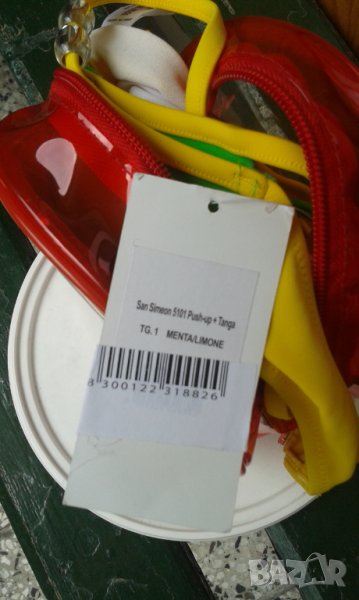 San Simeon 5101 Push-up + Tanga
TG. 1 MENTA/LIMONE
8 300122 318826
BAZAR